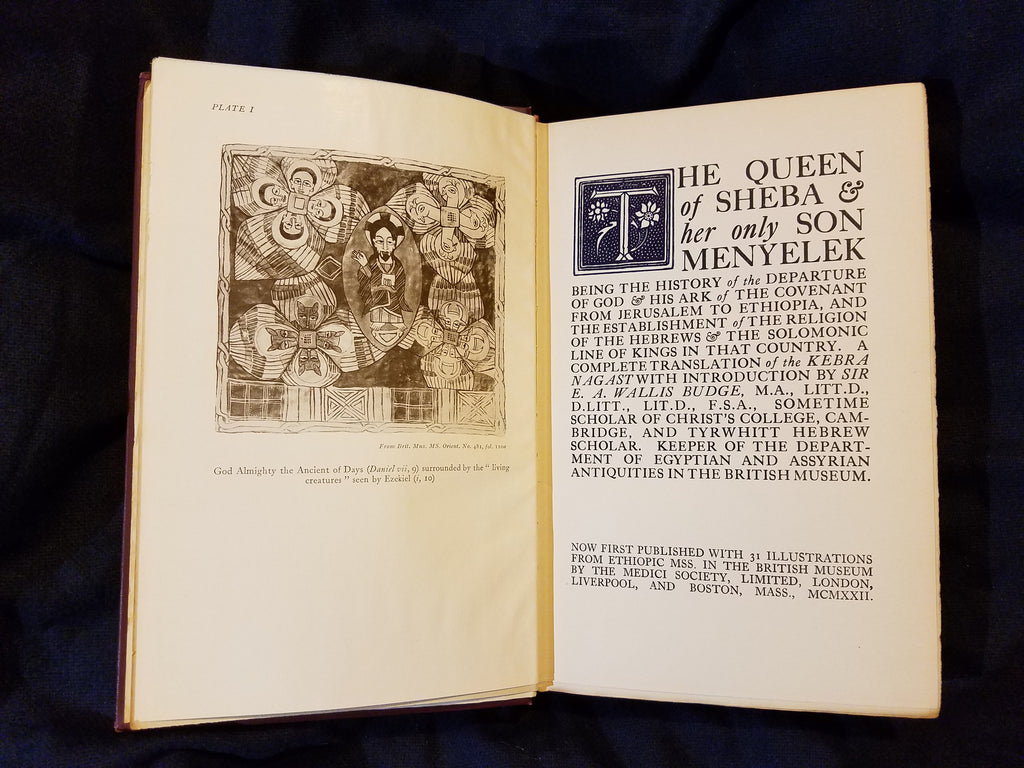 PLATE I
From Brit. Mus. MS. Orient. No. 481, fol. 110a
God Almighty the Ancient of Days (Daniel vii, 9) surrounded by the " living
creatures " seen by Ezekiel (i, 10)
THE QUEEN
of SHEBA &
her only SON
MENYELEK
BEING THE HISTORY of the DEPARTURE
OF GOD & HIS ARK of THE COVENANT
FROM JERUSALEM TO ETHIOPIA, AND
THE ESTABLISHMENT of THE RELIGION
OF THE HEBREWS & THE SOLOMONIC
LINE OF KINGS IN THAT COUNTRY. A
COMPLETE TRANSLATION of the KEBRA
NAGAST WITH INTRODUCTION BY SIR
E. A. WALLIS BUDGE, M.A., LITT.D.,
D.LITT., LIT.D., F.S.A., SOMETIME
SCHOLAR OF CHRIST'S COLLEGE, CAM-
BRIDGE, AND TYRWHITT HEBREW
SCHOLAR. KEEPER OF THE DEPART-
MENT OF EGYPTIAN AND ASSYRIAN
ANTIQUITIES IN THE BRITISH MUSEUM.
NOW FIRST PUBLISHED WITH 31 ILLUSTRATIONS
FROM ETHIOPIC MSS. IN THE BRITISH MUSEUM
BY THE MEDICI SOCIETY, LIMITED, LONDON,
LIVERPOOL, AND BOSTON, MASS., MCMXXII.